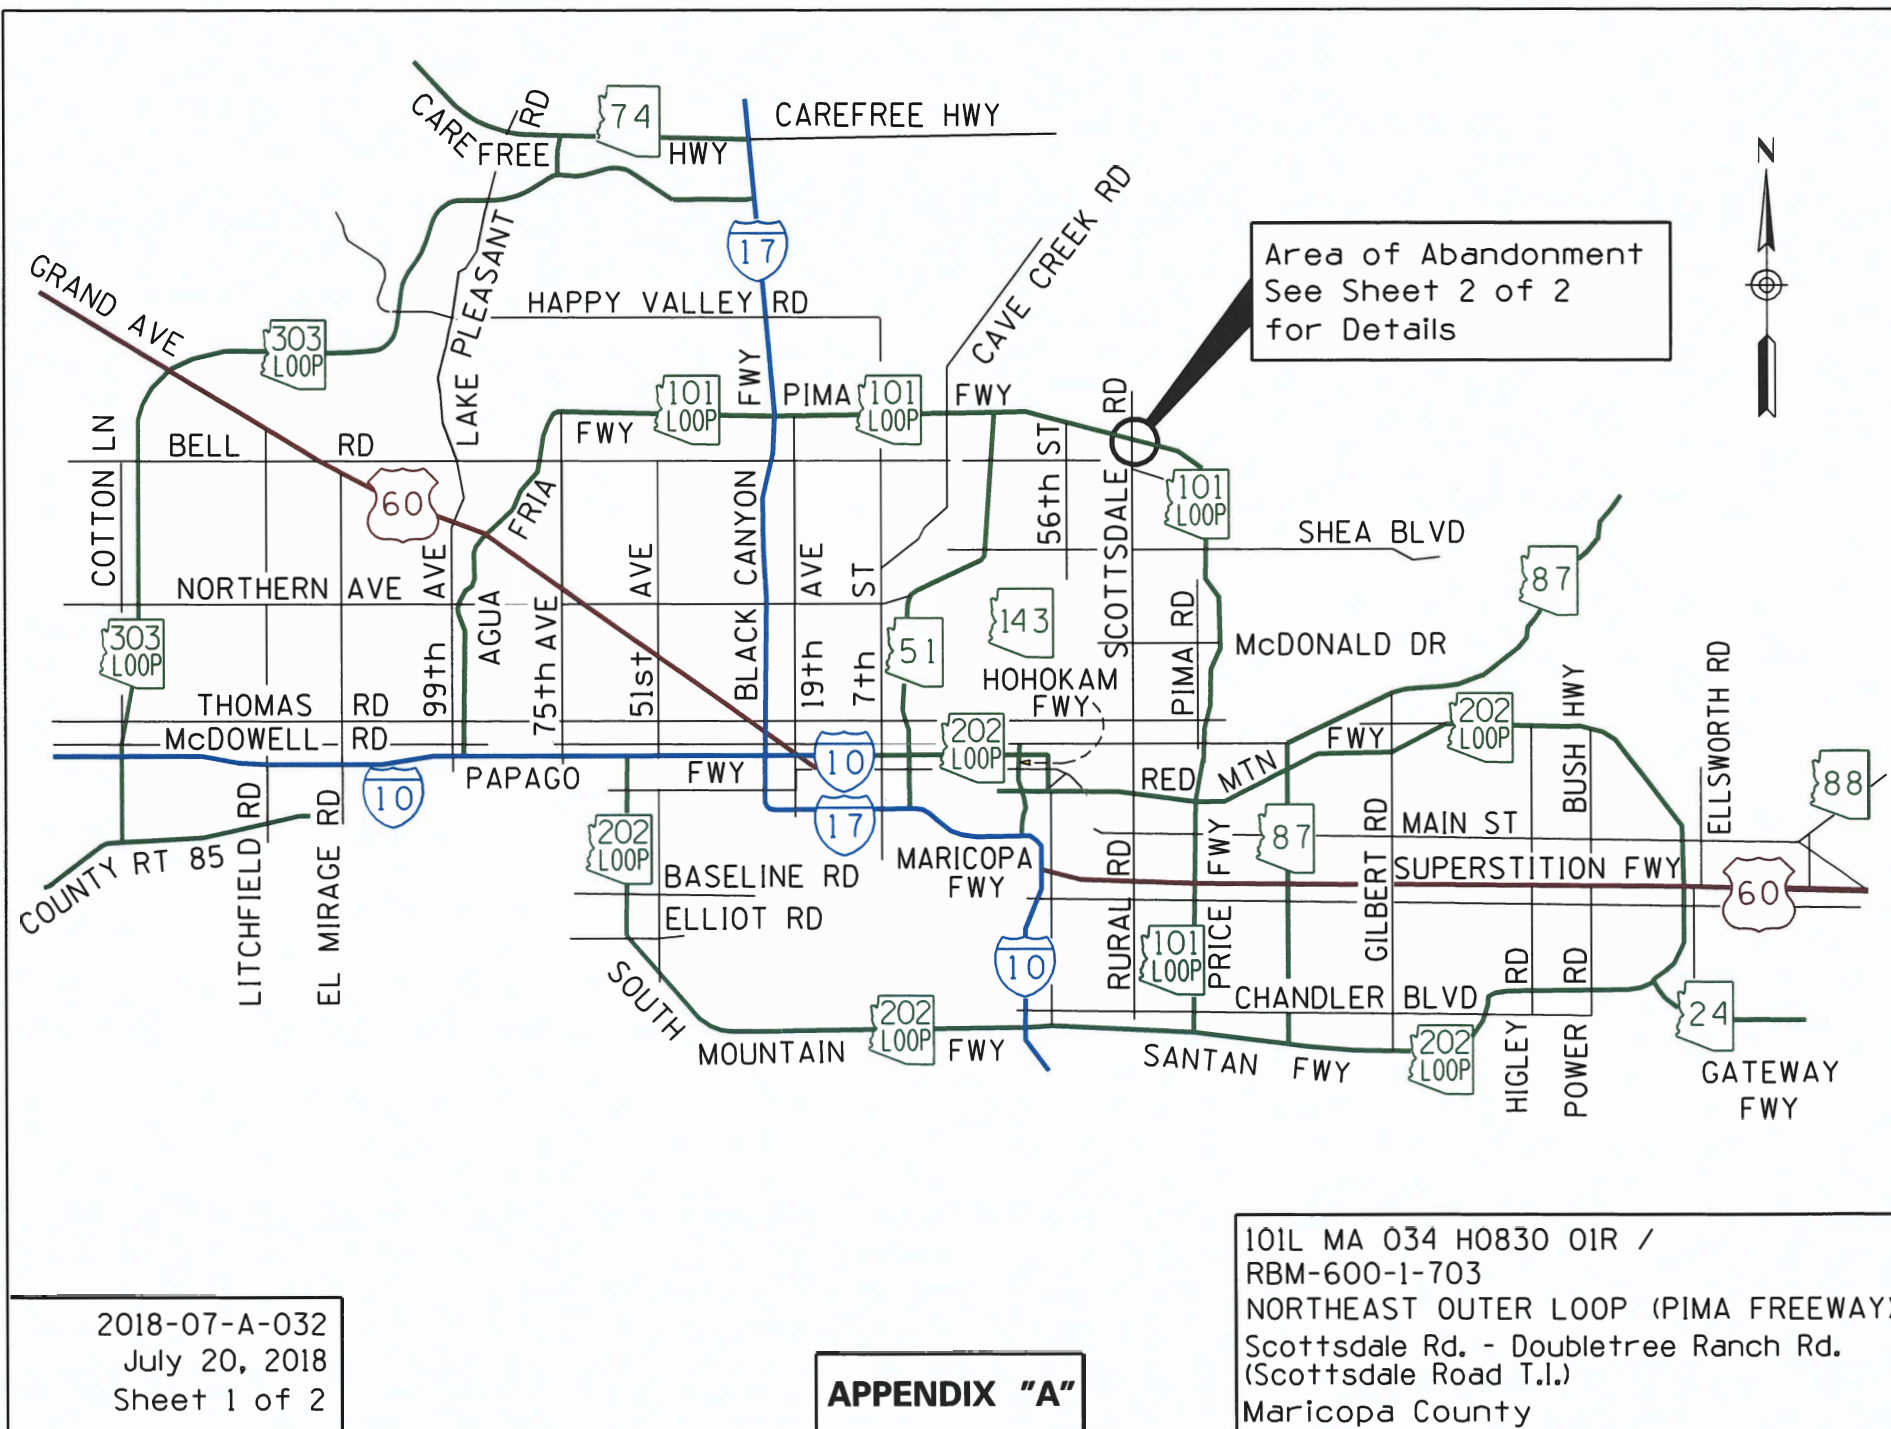 CAREFREE HWY
74
CARE FREE HWY
RD
LAKE PLEASANT
17
N
Area of Abandonment
See Sheet 2 of 2
for Details
GRAND AVE
HAPPY VALLEY RD
CAVE CREEK RD
303
LOOP
101
LOOP
FWY
PIMA
101
LOOP
FWY
FWY
SCOTTSDALE RD
COTTON LN
BELL RD
60
AGUA FRIA
BLACK CANYON
56th ST
101
LOOP
SHEA BLVD
87
NORTHERN AVE
99th AVE
75th AVE
51st AVE
19th AVE
7th ST
143
HOHOKAM
FWY
51
PIMA RD
McDONALD DR
303
LOOP
THOMAS RD
McDOWELL RD
202
LOOP
202
LOOP
BUSH HWY
ELLSWORTH RD
10
PAPAGO FWY
10
RED MTN FWY
88
17
202
LOOP
87
MAIN ST
COUNTY RT 85
LITCHFIELD RD
EL MIRAGE RD
BASELINE RD
ELLIOT RD
MARICOPA
FWY
RURAL RD
PRICE FWY
GILBERT RD
SUPERSTITION FWY
60
10
101
LOOP
CHANDLER BLVD
HIGLEY RD
POWER RD
24
SOUTH
MOUNTAIN
202
LOOP
FWY
SANTAN FWY
202
LOOP
GATEWAY
FWY
101L MA 034 H0830 01R /
RBM-600-1-703
NORTHEAST OUTER LOOP (PIMA FREEWAY)
Scottsdale Rd. - Doubletree Ranch Rd.
(Scottsdale Road T.I.)
Maricopa County
2018-07-A-032
July 20, 2018
Sheet 1 of 2
APPENDIX "A"